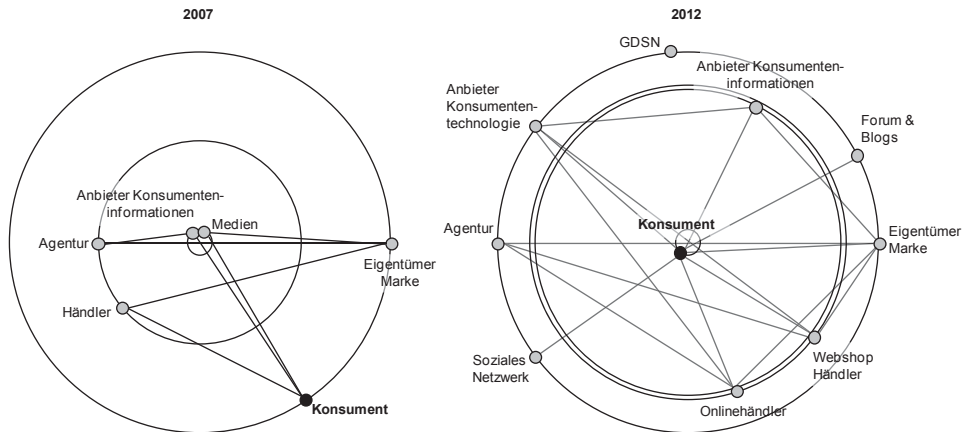 2007
Anbieter Konsumenten-
informationen
Medien
Agentur
Eigentümer
Marke
Händler
Konsument
2012
GDSN
Anbieter Konsumenten-
informationen
Anbieter
Konsumenten-
technologie
Forum &
Blogs
Konsument
Agentur
Eigentümer
Marke
Soziales
Netzwerk
Webshop
Händler
Onlinehändler